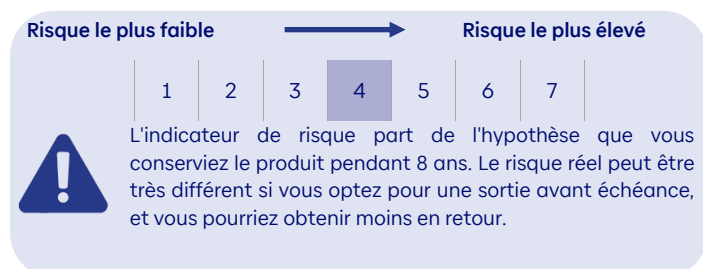 Risque le plus faible Risque le plus élevé
1 2 3 4 5 6 7
L'indicateur de risque part de l'hypothèse que vous
conserviez le produit pendant 8 ans. Le risque réel peut être
très différent si vous optez pour une sortie avant échéance,
et vous pourriez obtenir moins en retour.